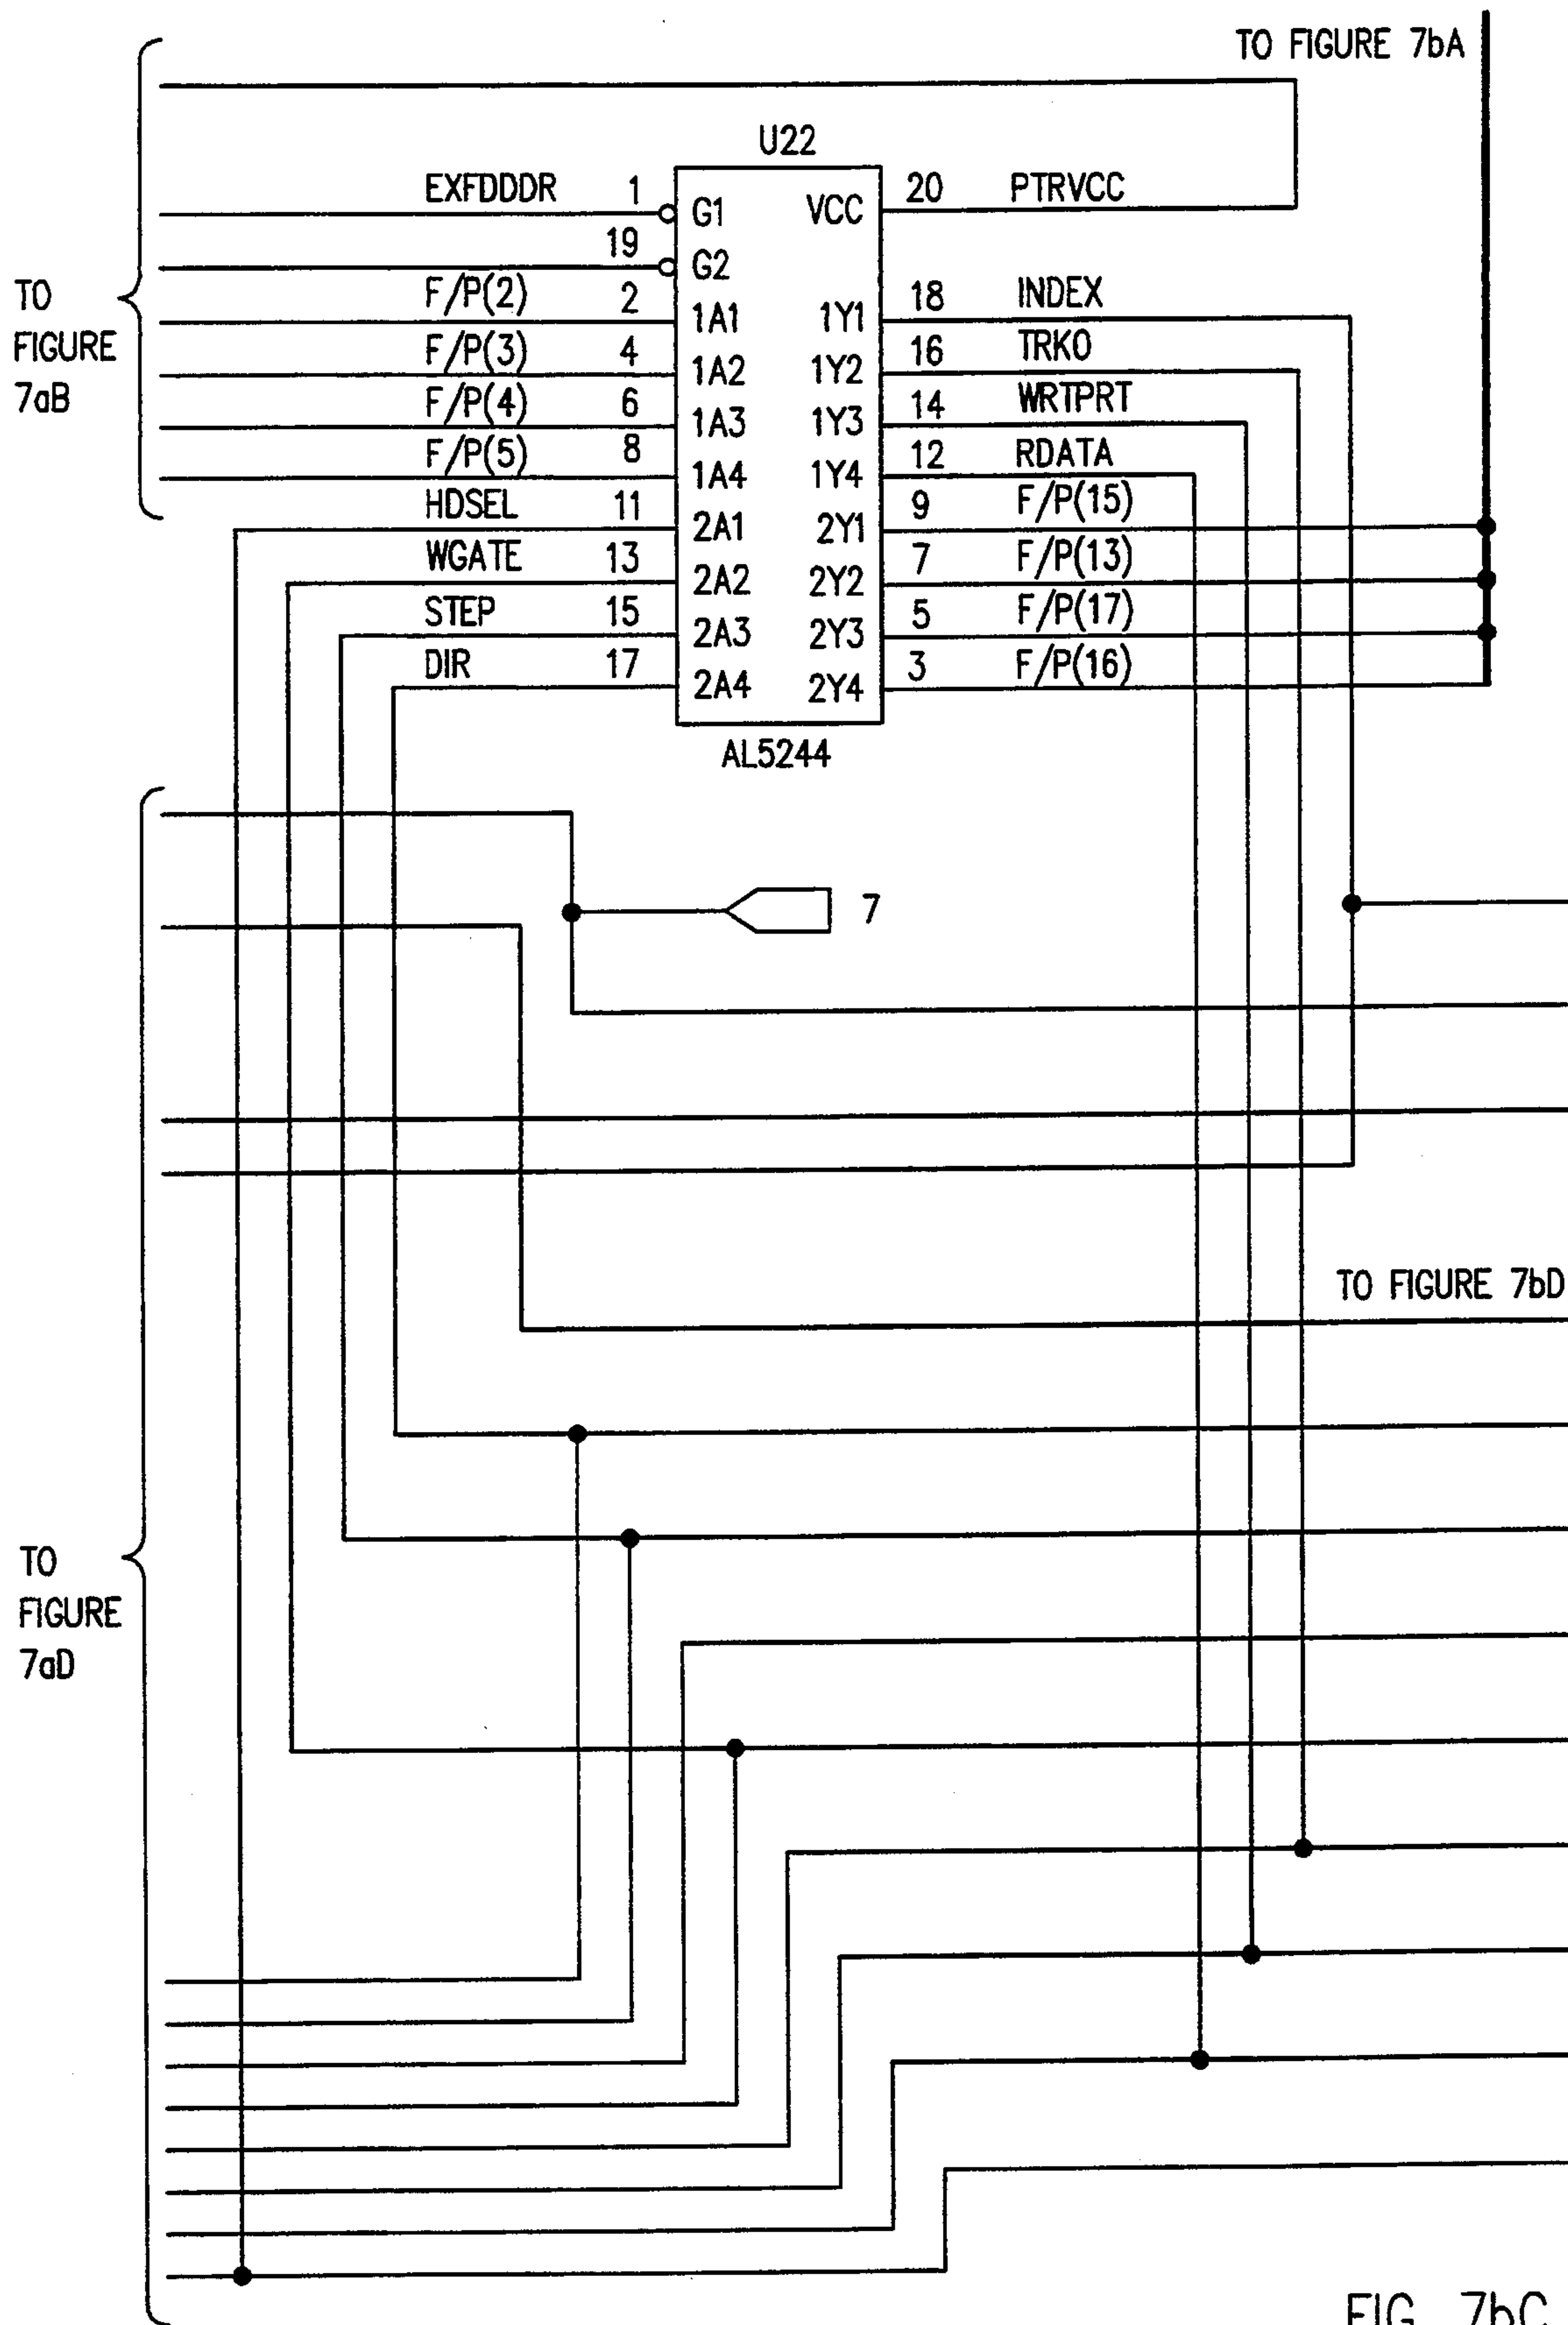 TO FIGURE 7bA
U22
EXFDDDR 1 G1 VCC 20 PTRVCC
19 G2
F/P(2) 2 1A1 1Y1 18 INDEX
F/P(3) 4 1A2 1Y2 16 TRK0
F/P(4) 6 1A3 1Y3 14 WRTPRT
F/P(5) 8 1A4 1Y4 12 RDATA
HDSEL 11 2A1 2Y1 9 F/P(15)
WGATE 13 2A2 2Y2 7 F/P(13)
STEP 15 2A3 2Y3 5 F/P(17)
DIR 17 2A4 2Y4 3 F/P(16)
AL5244
TO
FIGURE
7aB
7
TO FIGURE 7bD
TO
FIGURE
7aD
FIG. 7bC